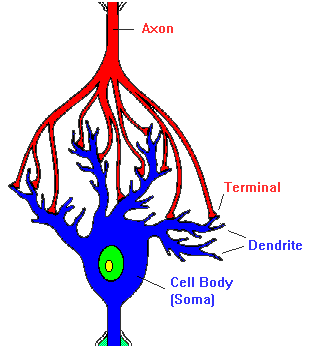 Axon
Terminal
Dendrite
Cell Body
(Soma)